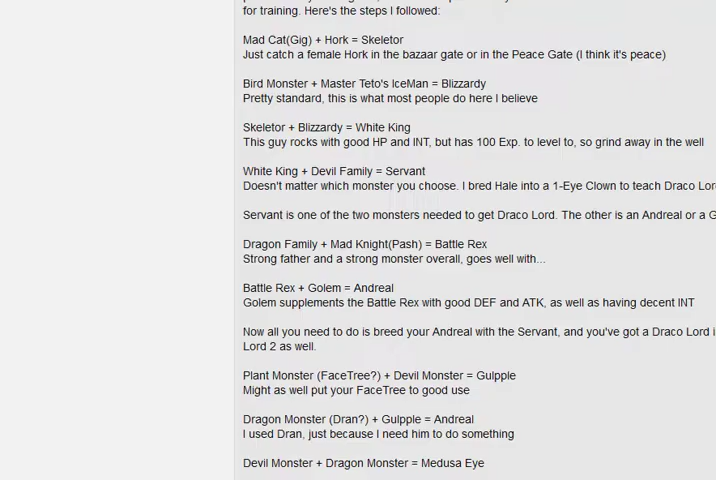 for training. Here's the steps I followed:
Mad Cat(Gig) + Hork = Skeletor
Just catch a female Hork in the bazaar gate or in the Peace Gate (I think it's peace)
Bird Monster + Master Teto's IceMan = Blizzardy
Pretty standard, this is what most people do here I believe
Skeletor + Blizzardy = White King
This guy rocks with good HP and INT, but has 100 Exp. to level to, so grind away in the well
White King + Devil Family = Servant
Doesn't matter which monster you choose. I bred Hale into a 1-Eye Clown to teach Draco Lor
Servant is one of the two monsters needed to get Draco Lord. The other is an Andreal or a G
Dragon Family + Mad Knight(Pash) = Battle Rex
Strong father and a strong monster overall, goes well with...
Battle Rex + Golem = Andreal
Golem supplements the Battle Rex with good DEF and ATK, as well as having decent INT
Now all you need to do is breed your Andreal with the Servant, and you've got a Draco Lord i
Lord 2 as well.
Plant Monster (FaceTree?) + Devil Monster = Gulpple
Might as well put your FaceTree to good use
Dragon Monster (Dran?) + Gulpple = Andreal
I used Dran, just because I need him to do something
Devil Monster + Dragon Monster = Medusa Eye